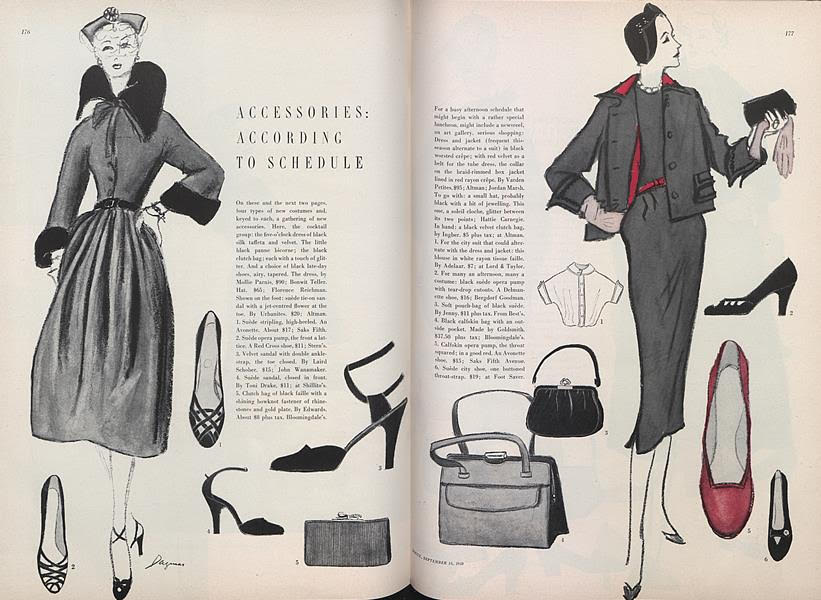 176
ACCESSORIES:
ACCORDING
TO SCHEDULE
On these and the next two pages,
four types of new costumes and,
keyed to each, a gathering of new
accessories. Here, the cocktail
group: the five-o'clock dress of black
silk taffeta and velvet. The little
black panne bicorne; the black
clutch bag; each with a touch of glit-
ter. And a choice of black late-day
shoes, airy, tapered. The dress, by
Mollie Parnis, $90; Bonwit Teller.
Hat, $65; Florence Reichman.
Shown on the foot: suède tie-on san-
dal with a jet-centred flower at the
toe. By Urbanites. $20; Altman.
1. Suède stripling, high-heeled. An
Avonette. About $17; Saks Fifth.
2. Suède opera pump, the front a lat-
tice. A Red Cross shoe, $11; Stern's.
3. Velvet sandal with double ankle-
strap, the toe closed. By Laird
Schober. $15; John Wanamaker.
4. Suède sandal, closed in front.
By Toni Drake, $11; at Shillito's.
5. Clutch bag of black faille with a
shining bowknot fastener of rhine-
stones and gold plate. By Edwards.
About $8 plus tax. Bloomingdale's.
1
2
3
4
5
Dagmar
177
For a busy afternoon schedule that
might begin with a rather special
luncheon, might include a newsreel,
an art gallery, serious shopping:
Dress and jacket (frequent this-
season alternate to a suit) in black
worsted crêpe; with red velvet as a
belt for the tube dress, the collar
on the braid-rimmed box jacket
lined in red rayon crêpe. By Varden
Petites, $95; Altman; Jordan Marsh.
To go with: a small hat, probably
black with a bit of jewelling. This
one, a soleil cloche, glitter between
its two points; Hattie Carnegie.
In hand: a black velvet clutch bag,
by Ingber. $5 plus tax; at Altman.
1. For the city suit that could alter-
nate with the dress and jacket: this
blouse in white rayon tissue faille.
By Adelaar. $7; at Lord & Taylor.
2. For many an afternoon, many a
costume: black suède opera pump
with tear-drop cutouts. A Delman-
ette shoe, $16; Bergdorf Goodman.
3. Soft pouch-bag of black suède.
By Jenny. $11 plus tax. From Best's.
4. Black calfskin bag with an out-
side pocket. Made by Goldsmith,
$37.50 plus tax; Bloomingdale's.
5. Calfskin opera pump, the throat
squared; in a good red. An Avonette
shoe, $15; Saks Fifth Avenue.
6. Suède city shoe, one buttoned
throat-strap. $19; at Foot Saver.
1
2
3
4
5
6
SEPTEMBER 15,